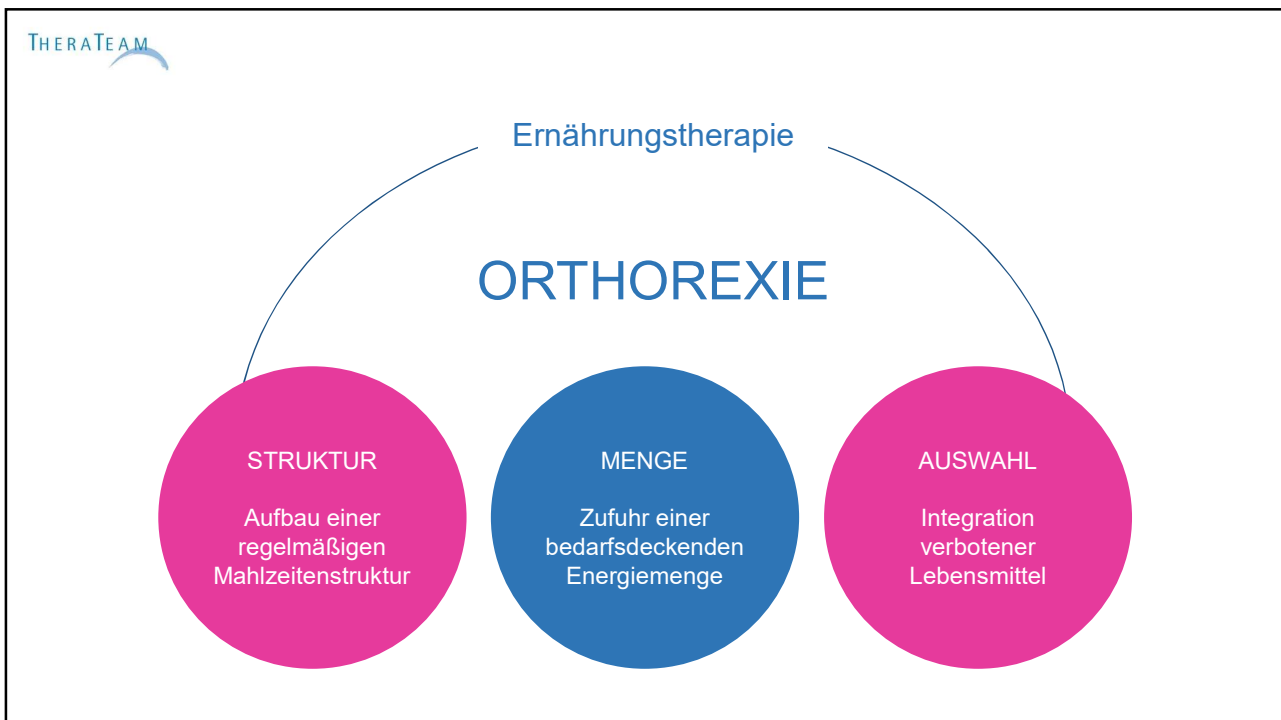 THERATEAM
Ernährungstherapie
ORTHOREXIE
STRUKTUR
Aufbau einer
regelmäßigen
Mahlzeitenstruktur
MENGE
Zufuhr einer
bedarfsdeckenden
Energiemenge
AUSWAHL
Integration
verbotener
Lebensmittel